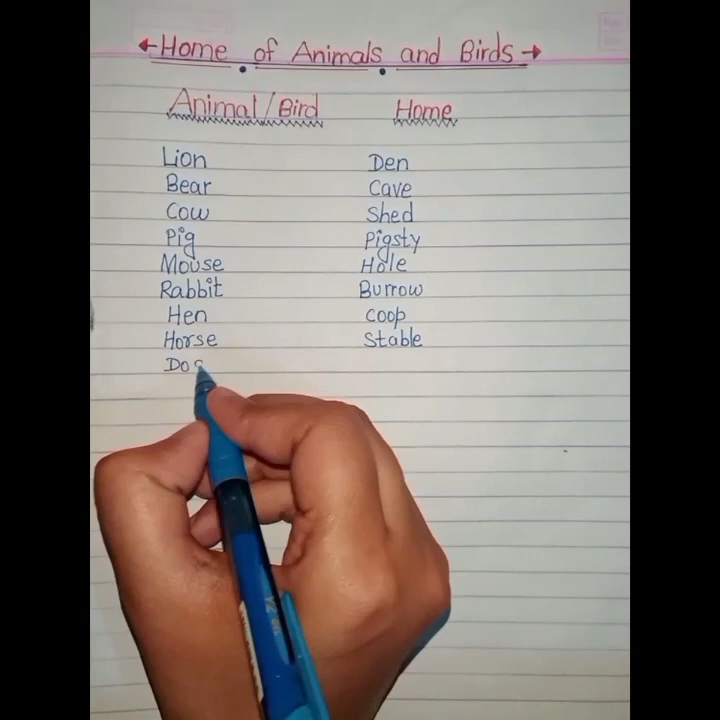 Home of Animals and Birds
Animal/Bird Home
Lion Den
Bear Cave
Cow Shed
Pig Pigsty
Mouse Hole
Rabbit Burrow
Hen Coop
Horse Stable